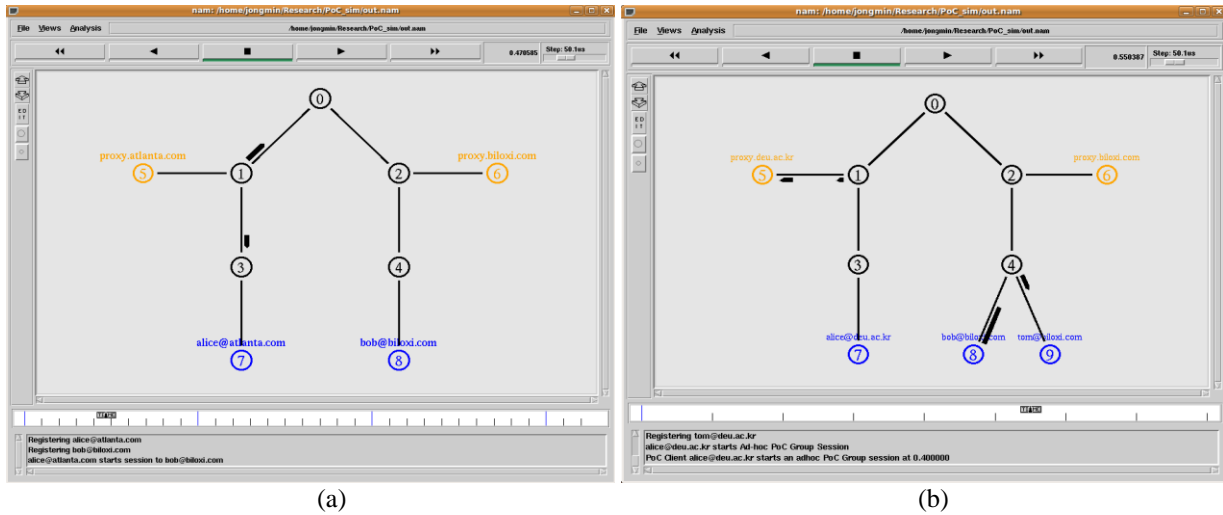 nam: /home/jongmin/Research/PoC_sim/out.nam
File Views Analysis /home/jongmin/Research/PoC_sim/out.nam
0.470585 Step: 50.1ms
ED
IT
0
proxy.atlanta.com proxy.biloxi.com
5 1 2 6
3 4
alice@atlanta.com bob@biloxi.com
7 8
Registering alice@atlanta.com
Registering bob@biloxi.com
alice@atlanta.com starts session to bob@biloxi.com
(a)
nam: /home/jongmin/Research/PoC_sim/out.nam
File Views Analysis /home/jongmin/Research/PoC_sim/out.nam
0.550387 Step: 50.1ms
ED
IT
0
proxy.deu.ac.kr proxy.biloxi.com
5 1 2 6
3 4
alice@deu.ac.kr bob@biloxi.com tom@biloxi.com
7 8 9
Registering tom@deu.ac.kr
alice@deu.ac.kr starts Ad-hoc PoC Group Session
PoC Client alice@deu.ac.kr starts an adhoc PoC Group session at 0.400000
(b)